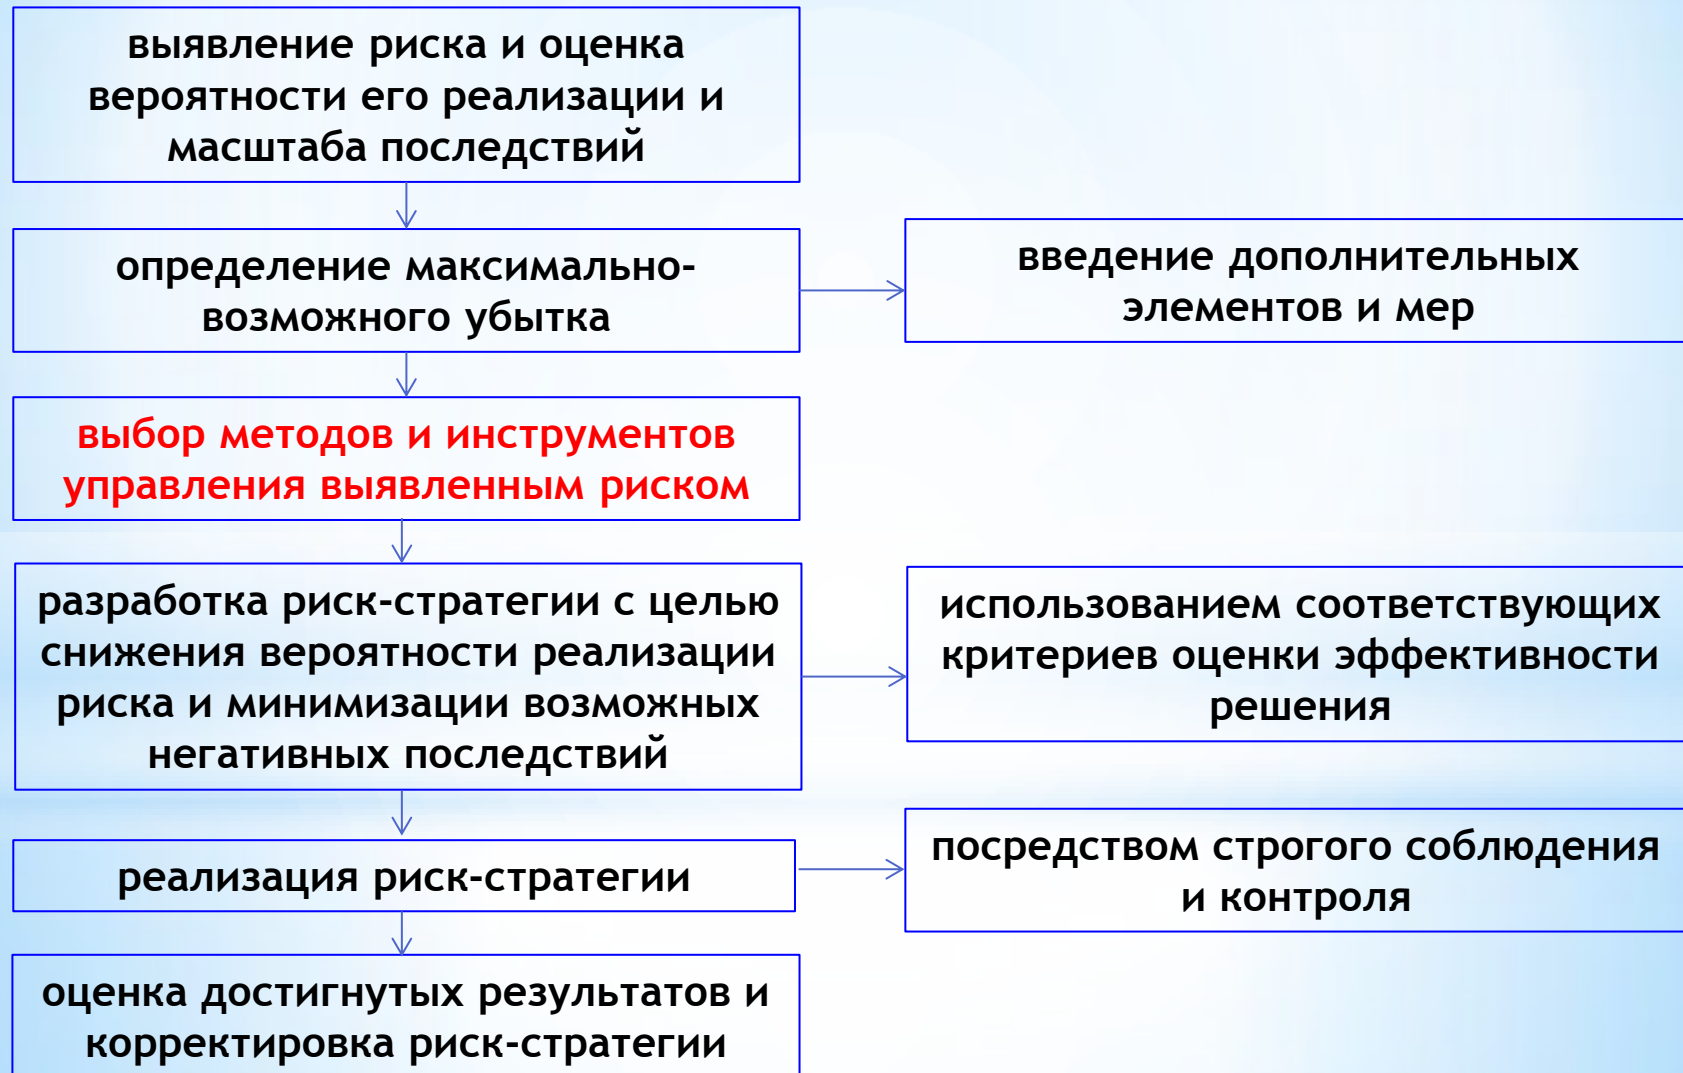 выявление риска и оценка
вероятности его реализации и
масштаба последствий
определение максимально-
возможного убытка
введение дополнительных
элементов и мер
выбор методов и инструментов
управления выявленным риском
разработка риск-стратегии с целью
снижения вероятности реализации
риска и минимизации возможных
негативных последствий
использованием соответствующих
критериев оценки эффективности
решения
реализация риск-стратегии
посредством строгого соблюдения
и контроля
оценка достигнутых результатов и
корректировка риск-стратегии